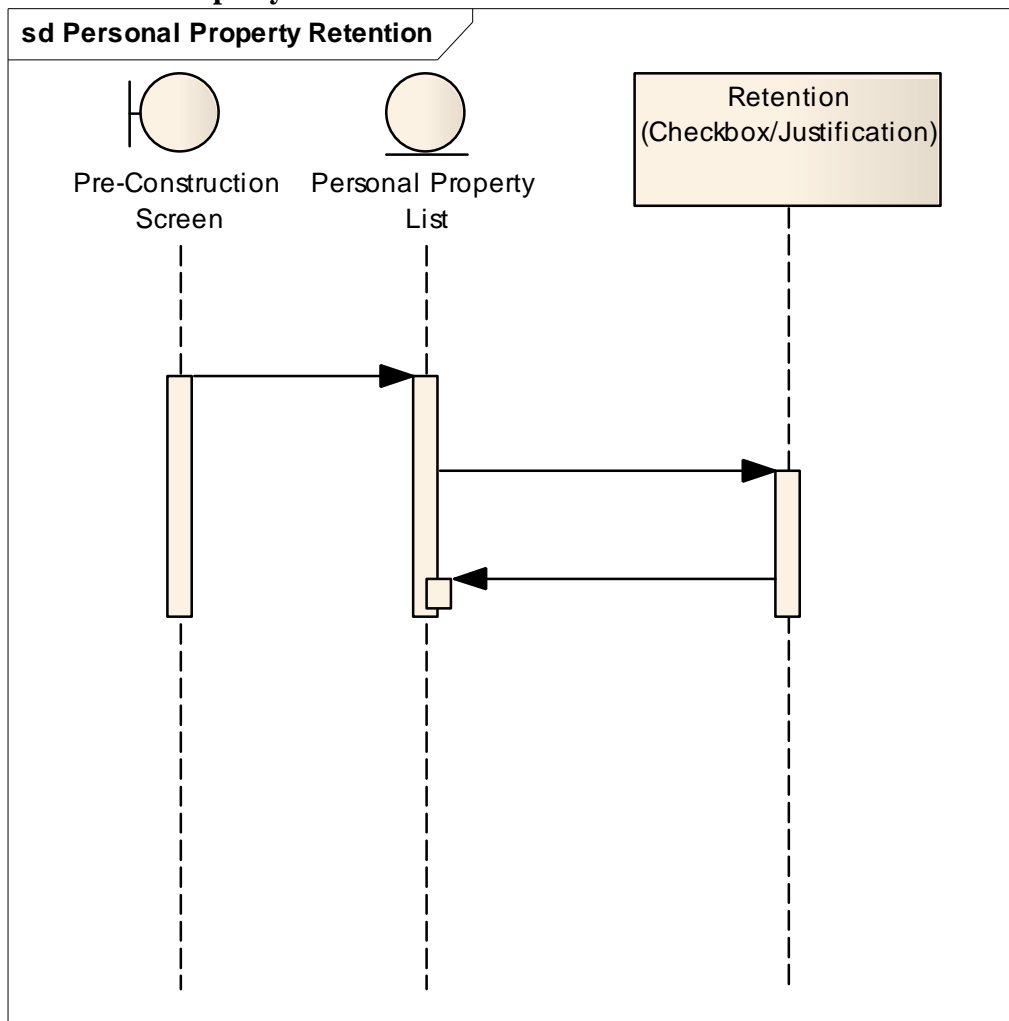 sd Personal Property Retention
Pre-Construction
Screen
Personal Property
List
Retention
(Checkbox/Justification)